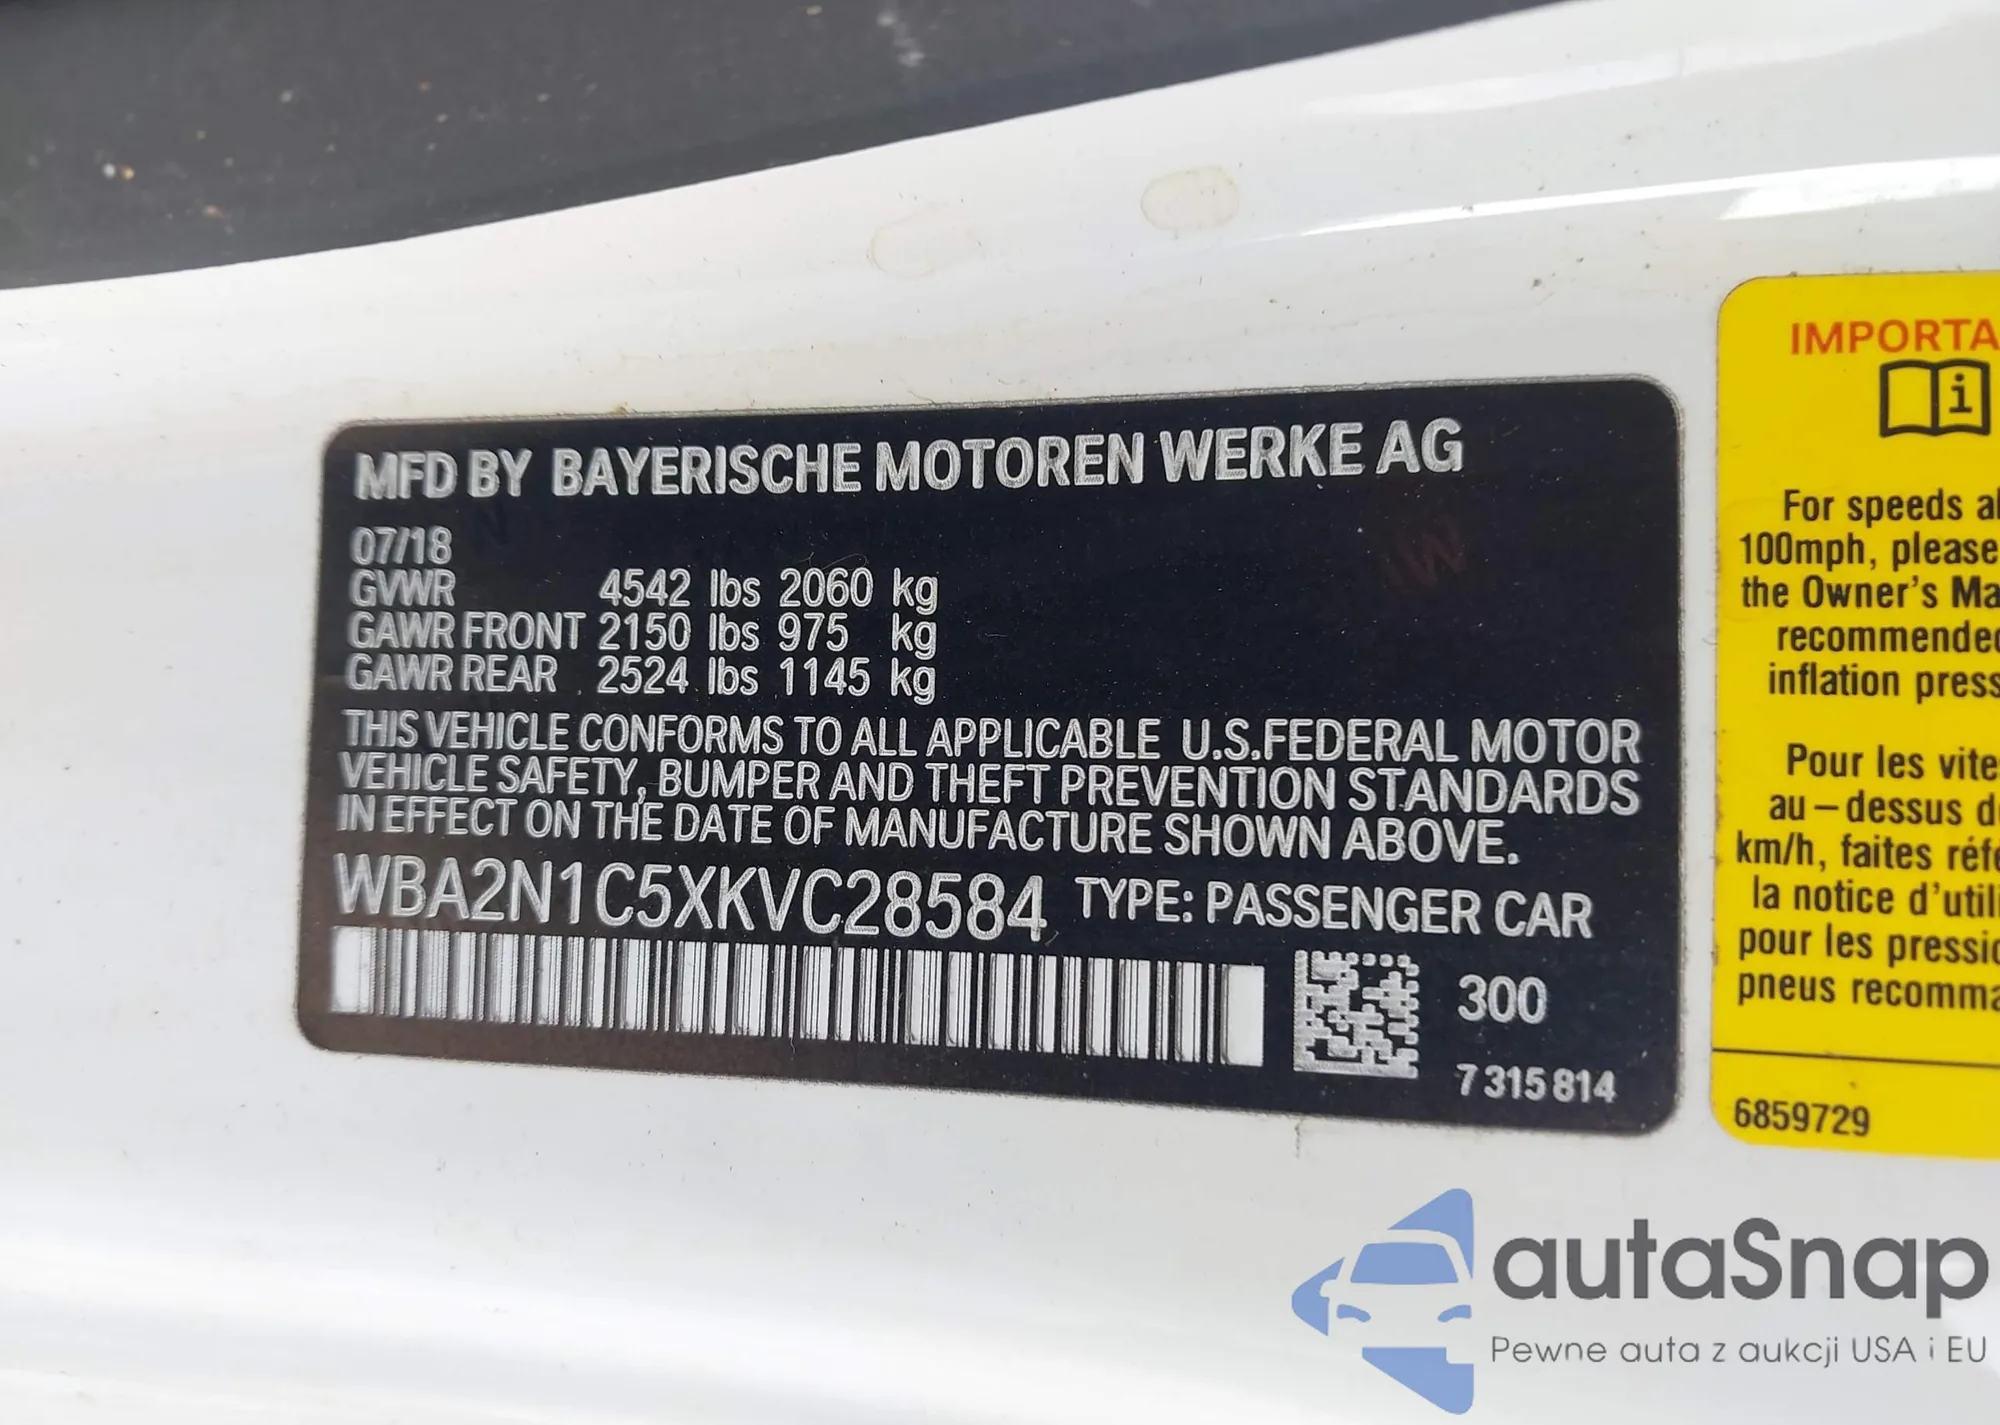 MFD BY BAYERISCHE MOTOREN WERKE AG
07/18
GVWR 4542 lbs 2060 kg
GAWR FRONT 2150 lbs 975 kg
GAWR REAR 2524 lbs 1145 kg
THIS VEHICLE CONFORMS TO ALL APPLICABLE U.S.FEDERAL MOTOR
VEHICLE SAFETY, BUMPER AND THEFT PREVENTION STANDARDS
IN EFFECT ON THE DATE OF MANUFACTURE SHOWN ABOVE.
WBA2N1C5XKVC28584 TYPE: PASSENGER CAR
300
7 315 814
IMPORTA
i
For speeds a
100mph, please
the Owner's Ma
recommended
inflation press
Pour les vite
au-dessus d
km/h, faites réfé
la notice d'utili
pour les pressio
pneus recomma
6859729
autaSnap
Pewne auta z aukcji USA i EU